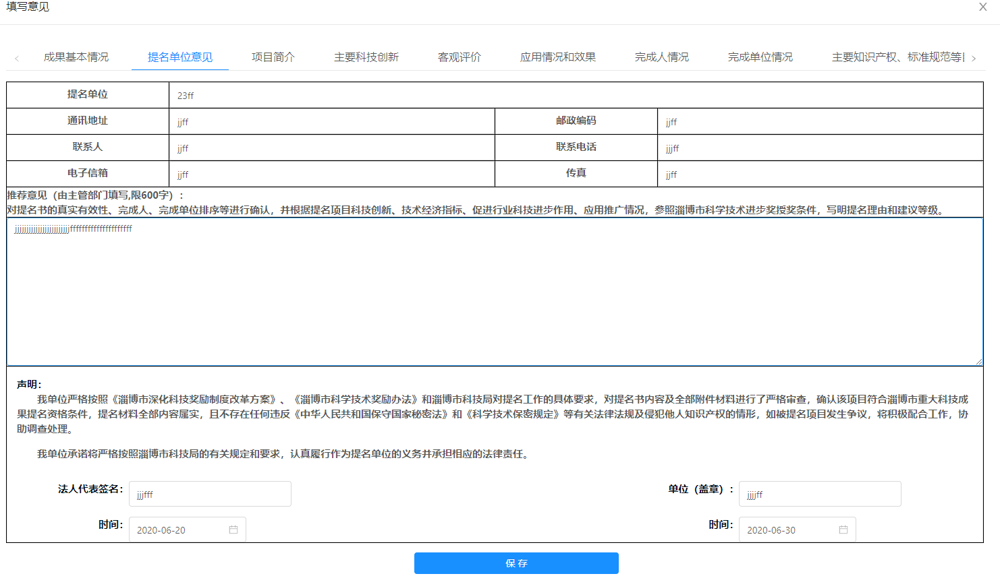 填写意见
X
成果基本情况 提名单位意见 项目简介 主要科技创新 客观评价 应用情况和效果 完成人情况 完成单位情况 主要知识产权、标准规范等
提名单位 23ff
通讯地址 jjff 邮政编码 jjff
联系人 jjff 联系电话 jjjff
电子信箱 jjff 传真 jjff
推荐意见（由主管部门填写,限600字）:
对提名书的真实有效性、完成人、完成单位排序等进行确认，并根据提名项目科技创新、技术经济指标、促进行业科技进步作用、应用推广情况，参照淄博市科学技术进步奖授奖条件，写明提名理由和建议等级。
声明：
我单位严格按照《淄博市深化科技奖励制度改革方案》、《淄博市科学技术奖励办法》和淄博市科技局对提名工作的具体要求，对提名书内容及全部附件材料进行了严格审查，确认该项目符合淄博市重大科技成
果提名资格条件，提名材料全部内容属实，且不存在任何违反《中华人民共和国保守国家秘密法》和《科学技术保密规定》等有关法律法规及侵犯他人知识产权的情形，如被提名项目发生争议，将积极配合工作，协
助调查处理。
我单位承诺将严格按照淄博市科技局的有关规定和要求，认真履行作为提名单位的义务并承担相应的法律责任。
法人代表签名： jjjfff 单位（盖章）： jjjjff
时间： 2020-06-20 时间： 2020-06-30
保 存